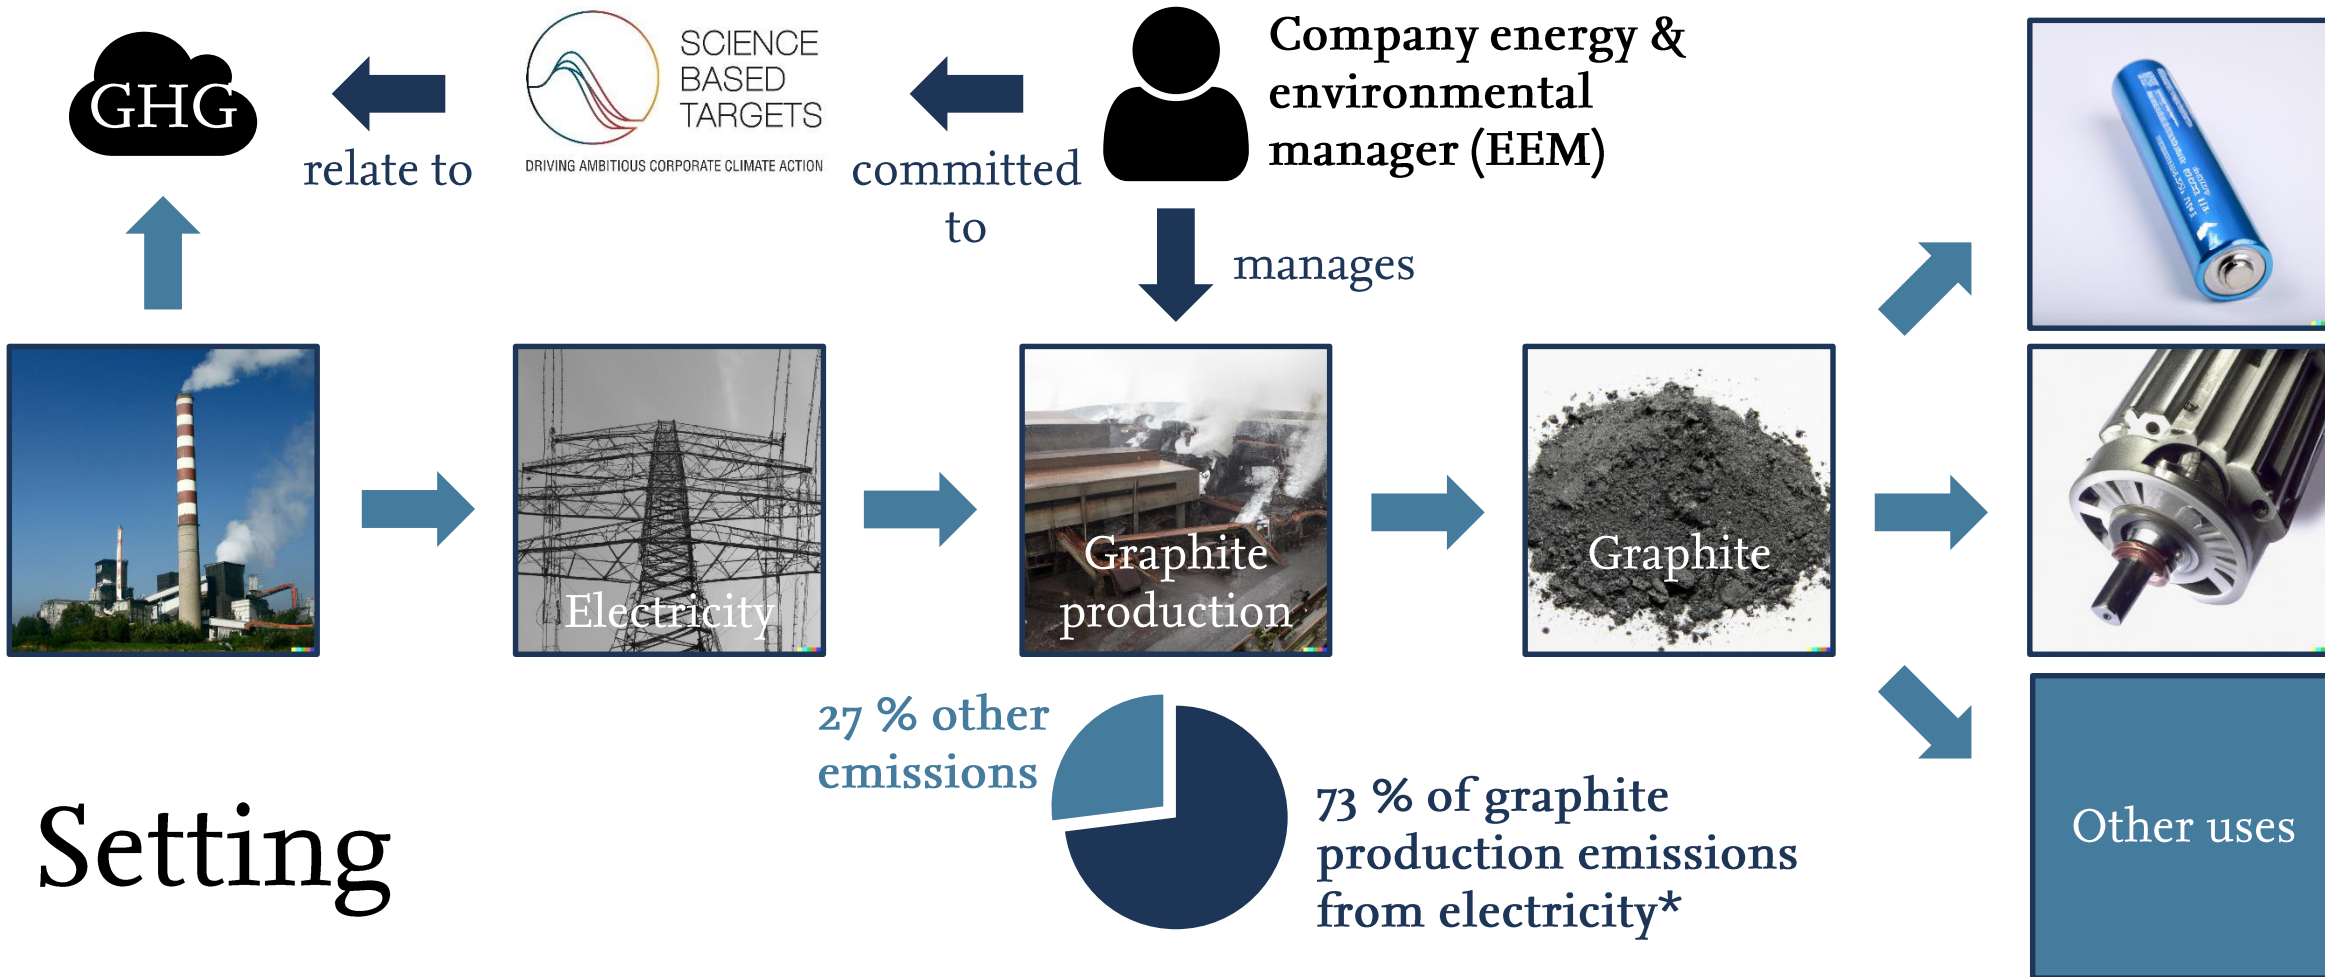 GHG
relate to
SCIENCE
BASED
TARGETS
DRIVING AMBITIOUS CORPORATE CLIMATE ACTION
committed
to
Company energy &
environmental
manager (EEM)
manages
Electricity
Graphite
production
Graphite
27 % other
emissions
73 % of graphite
production emissions
from electricity*
Other uses
Setting